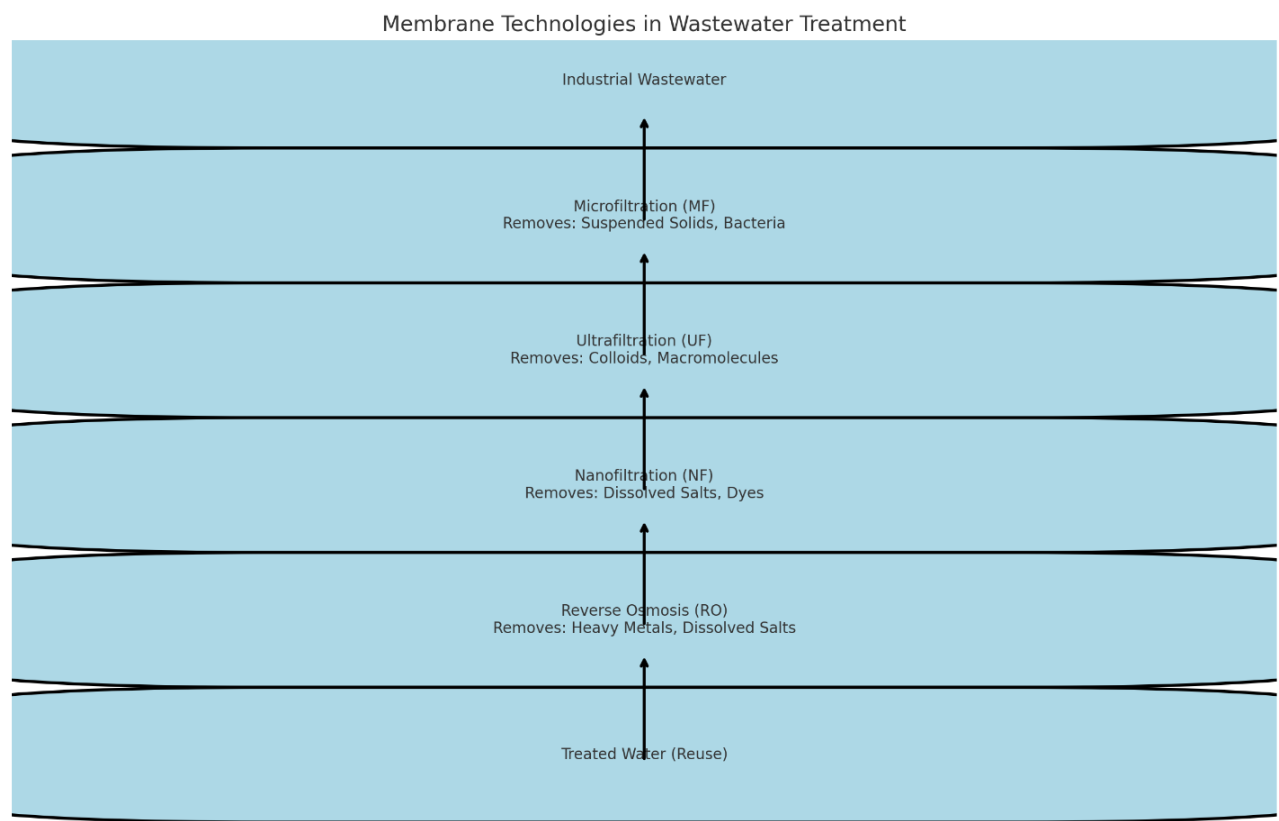 Membrane Technologies in Wastewater Treatment
Industrial Wastewater
Microfiltration (MF)
Removes: Suspended Solids, Bacteria
Ultrafiltration (UF)
Removes: Colloids, Macromolecules
Nanofiltration (NF)
Removes: Dissolved Salts, Dyes
Reverse Osmosis (RO)
Removes: Heavy Metals, Dissolved Salts
Treated Water (Reuse)